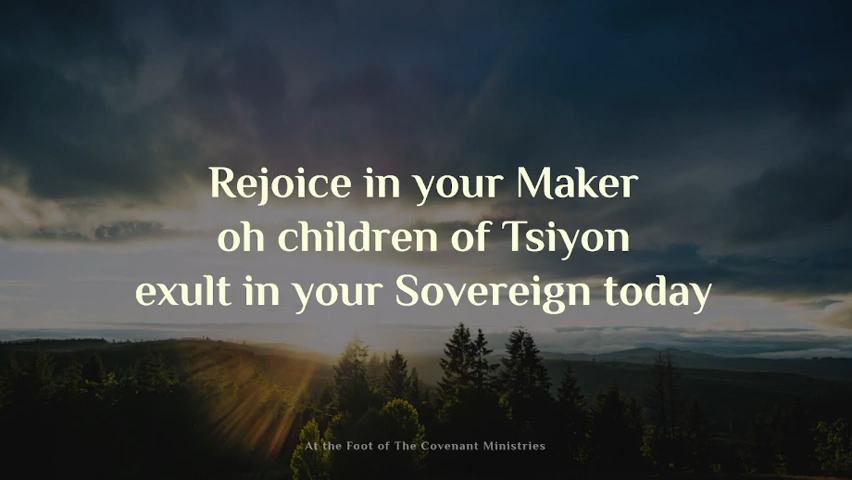 Rejoice in your Maker
oh children of Tsiyon
exult in your Sovereign today
At the Foot of The Covenant Ministries